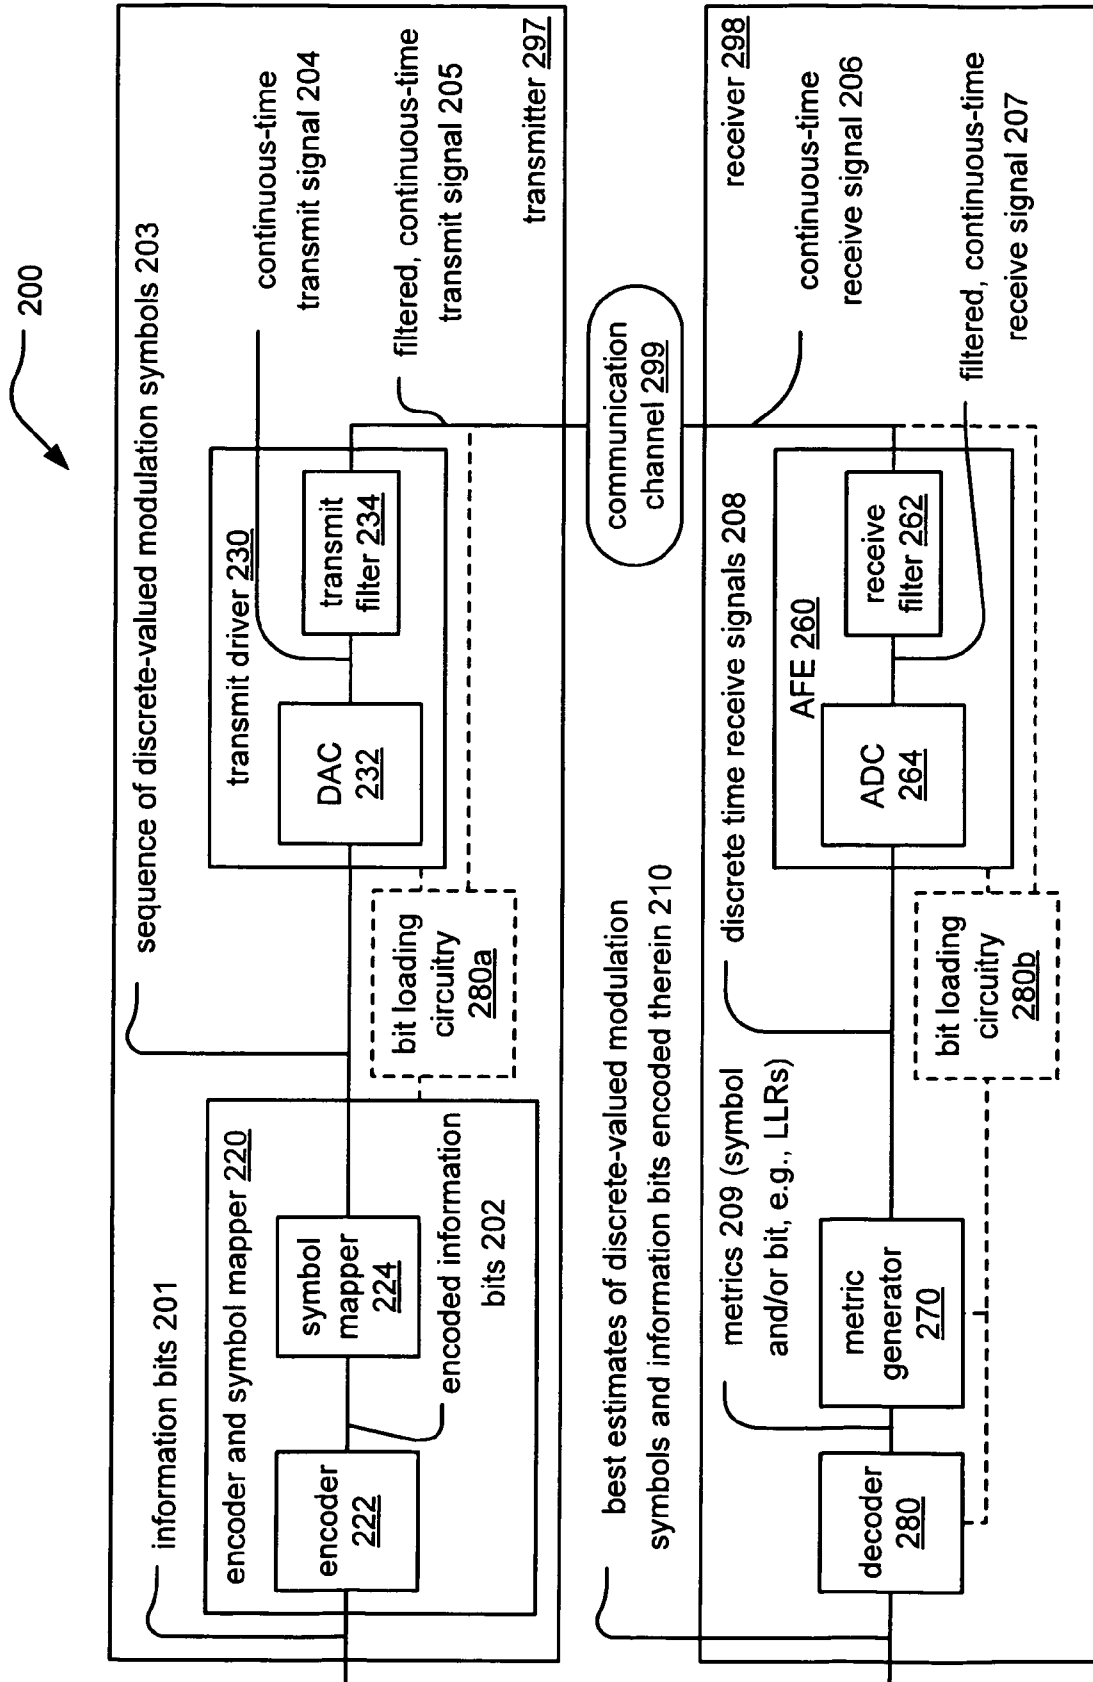 200
information bits 201
sequence of discrete-valued modulation symbols 203
encoder and symbol mapper 220
encoder
222
symbol
mapper
224
encoded information
bits 202
bit loading
circuitry
280a
transmit driver 230
DAC
232
transmit
filter 234
continuous-time
transmit signal 204
filtered, continuous-time
transmit signal 205
transmitter 297
communication
channel 299
best estimates of discrete-valued modulation
symbols and information bits encoded therein 210
receiver 298
continuous-time
receive signal 206
filtered, continuous-time
receive signal 207
discrete time receive signals 208
AFE 260
receive
filter 262
ADC
264
bit loading
circuitry
280b
metrics 209 (symbol
and/or bit, e.g., LLRs)
metric
generator
270
decoder
280